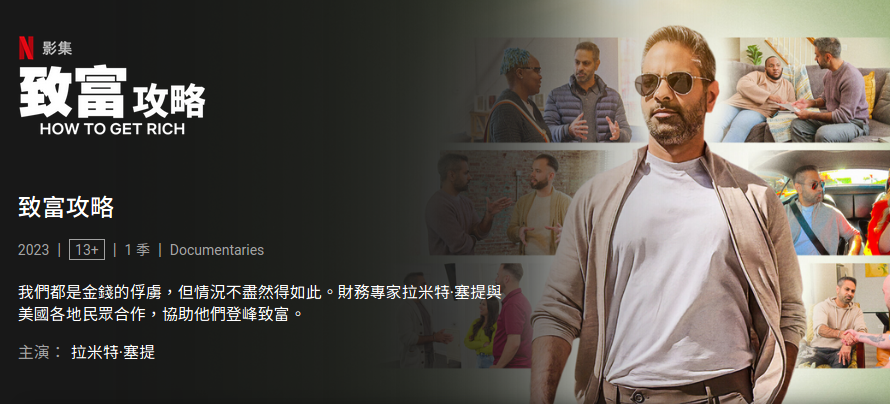 影集
致富攻略
HOW TO GET RICH
致富攻略
2023 | 13+ | 1 季 | Documentaries
我們都是金錢的俘虜，但情況不盡然得如此。財務專家拉米特·塞提與
美國各地民眾合作，協助他們登峰致富。
主演： 拉米特·塞提